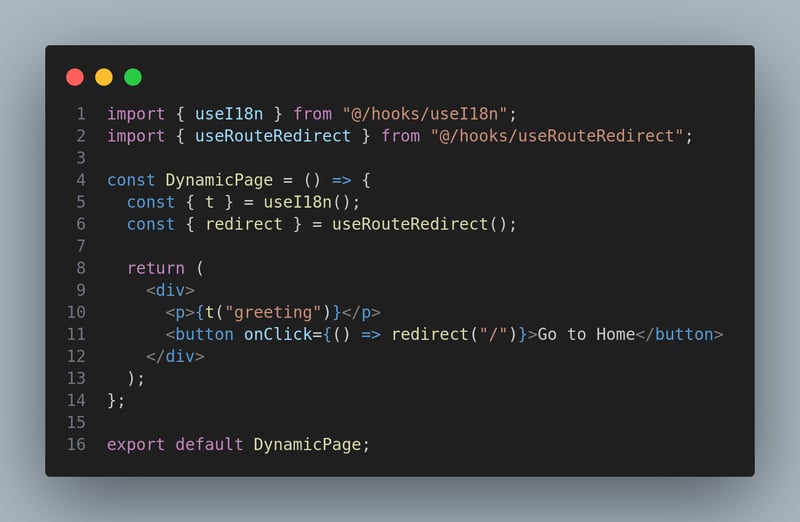 1 import { useI18n } from "@/hooks/useI18n";
2 import { useRouteRedirect } from "@/hooks/useRouteRedirect";
3
4 const DynamicPage = () => {
5   const { t } = useI18n();
6   const { redirect } = useRouteRedirect();
7
8   return (
9     <div>
10       <p>{t("greeting")}</p>
11       <button onClick={() => redirect("/")}>Go to Home</button>
12     </div>
13   );
14 };
15
16 export default DynamicPage;